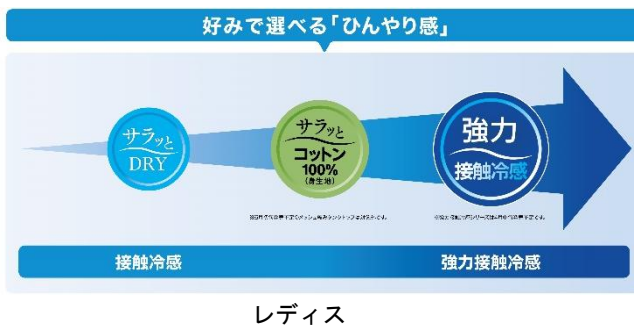 好みで選べる「ひんやり感」
サラッと
DRY
サラッと
コットン
100%
(身生地)
強力
接触冷感
接触冷感
強力接触冷感
レディス